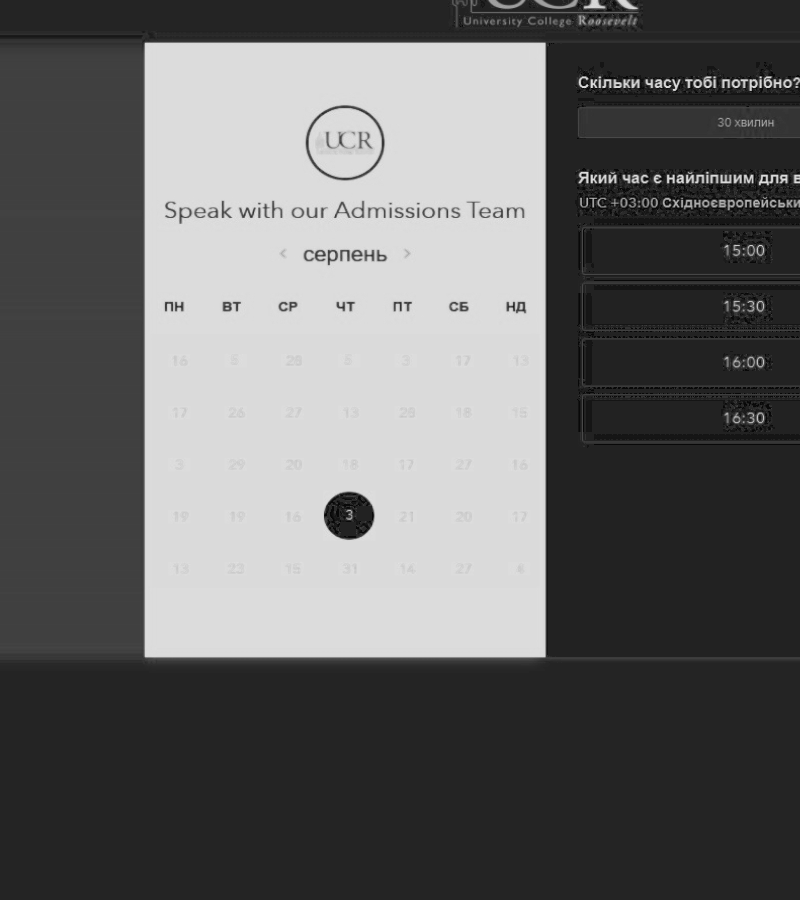 UCR
University College Roosevelt
UCR
Speak with our Admissions Team
‹ серпень ›
ПН ВТ СР ЧТ ПТ СБ НД
16 5 28 5 3 17 13
17 26 27 13 26 18 15
3 29 20 18 17 27 16
19 19 16 3 21 20 17
13 23 15 31 14 27
Скільки часу тобі потрібно?
30 хвилин
Який час є найліпшим для в
UTC +03:00 Східноєвропейськи
15:00
15:30
16:00
16:30